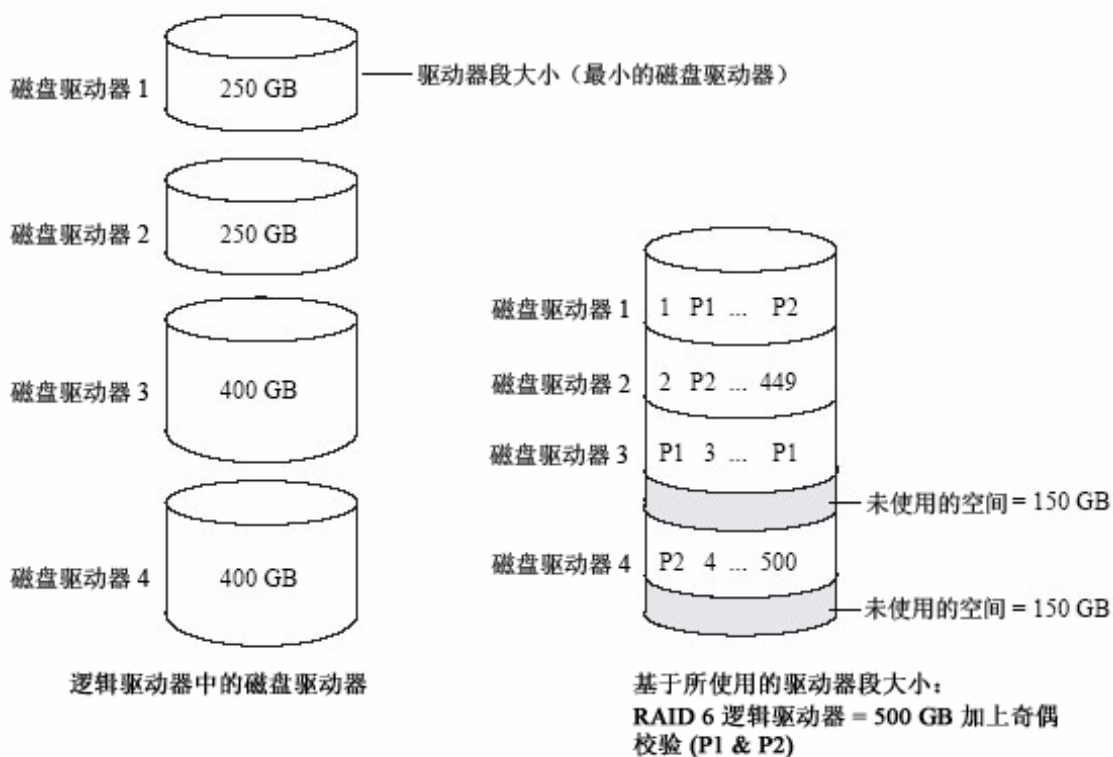 磁盘驱动器 1
250 GB
驱动器段大小（最小的磁盘驱动器）
磁盘驱动器 2
250 GB
磁盘驱动器 3
400 GB
磁盘驱动器 4
400 GB
逻辑驱动器中的磁盘驱动器
磁盘驱动器 1
1 P1 ... P2
磁盘驱动器 2
2 P2 ... 449
磁盘驱动器 3
P1 3 ... P1
未使用的空间 = 150 GB
磁盘驱动器 4
P2 4 ... 500
未使用的空间 = 150 GB
基于所使用的驱动器段大小：
RAID 6 逻辑驱动器 = 500 GB 加上奇偶
校验 (P1 & P2)